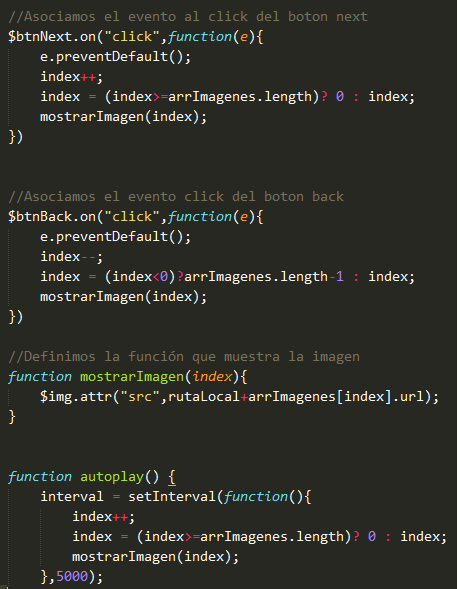 //Asociamos el evento al click del boton next
$btnNext.on("click",function(e){
    e.preventDefault();
    index++;
    index = (index>=arrImagenes.length)? 0 : index;
    mostrarImagen(index);
})
//Asociamos el evento click del boton back
$btnBack.on("click",function(e){
    e.preventDefault();
    index--;
    index = (index<0)?arrImagenes.length-1 : index;
    mostrarImagen(index);
})
//Definimos la función que muestra la imagen
function mostrarImagen(index){
    $img.attr("src",rutaLocal+arrImagenes[index].url);
}
function autoplay() {
    interval = setInterval(function(){
        index++;
        index = (index>=arrImagenes.length)? 0 : index;
        mostrarImagen(index);
    },5000);